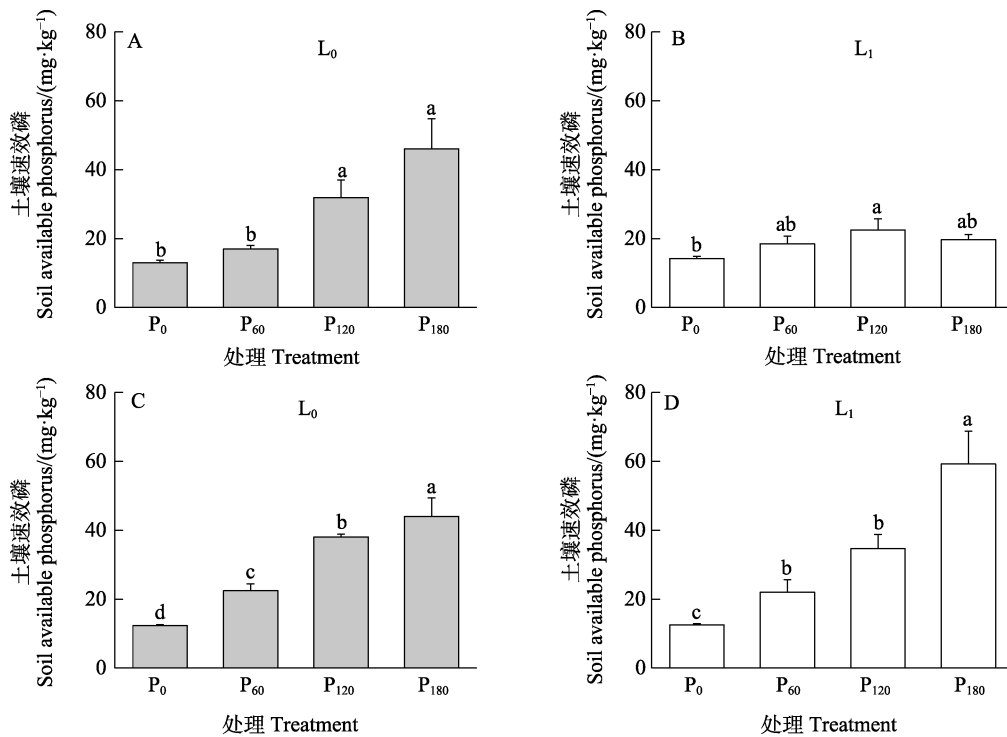 土壤速效磷
Soil available phosphorus/(mg·kg⁻¹)
A
L₀
80
60
40
20
0
b
b
a
a
P₀ P₆₀ P₁₂₀ P₁₈₀
处理 Treatment
土壤速效磷
Soil available phosphorus/(mg·kg⁻¹)
B
L₁
80
60
40
20
0
b
ab
a
ab
P₀ P₆₀ P₁₂₀ P₁₈₀
处理 Treatment
土壤速效磷
Soil available phosphorus/(mg·kg⁻¹)
C
L₀
80
60
40
20
0
d
c
b
a
P₀ P₆₀ P₁₂₀ P₁₈₀
处理 Treatment
土壤速效磷
Soil available phosphorus/(mg·kg⁻¹)
D
L₁
80
60
40
20
0
c
b
b
a
P₀ P₆₀ P₁₂₀ P₁₈₀
处理 Treatment